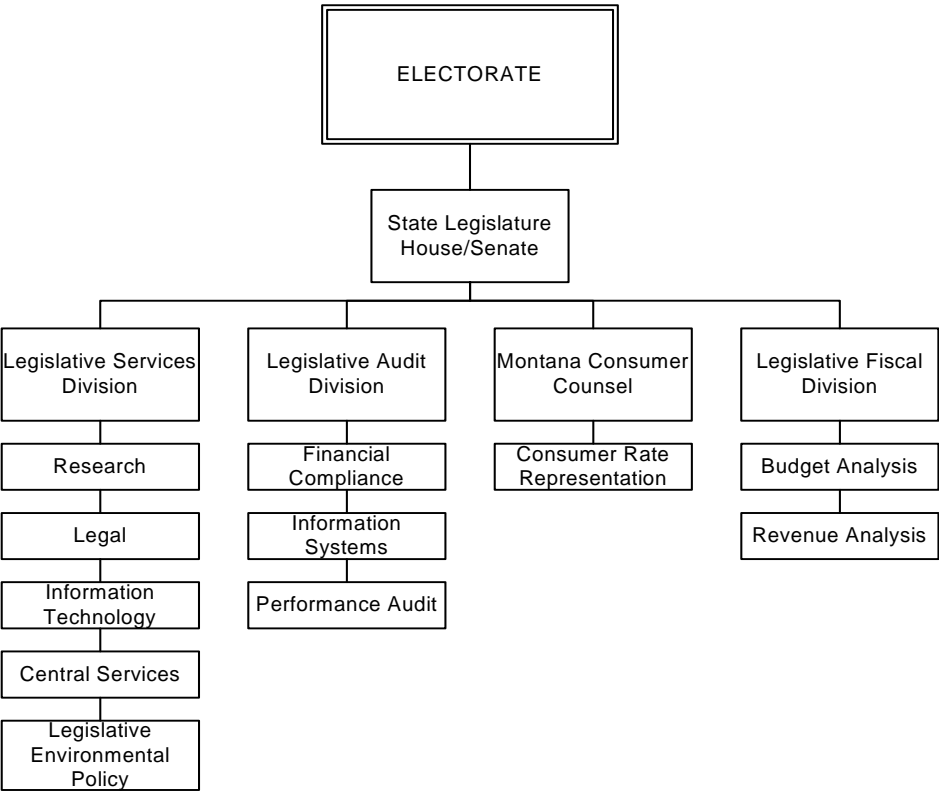 ELECTORATE
State Legislature
House/Senate
Legislative Services
Division
Legislative Audit
Division
Montana Consumer
Counsel
Legislative Fiscal
Division
Research
Legal
Information
Technology
Central Services
Legislative
Environmental
Policy
Financial
Compliance
Information
Systems
Performance Audit
Consumer Rate
Representation
Budget Analysis
Revenue Analysis